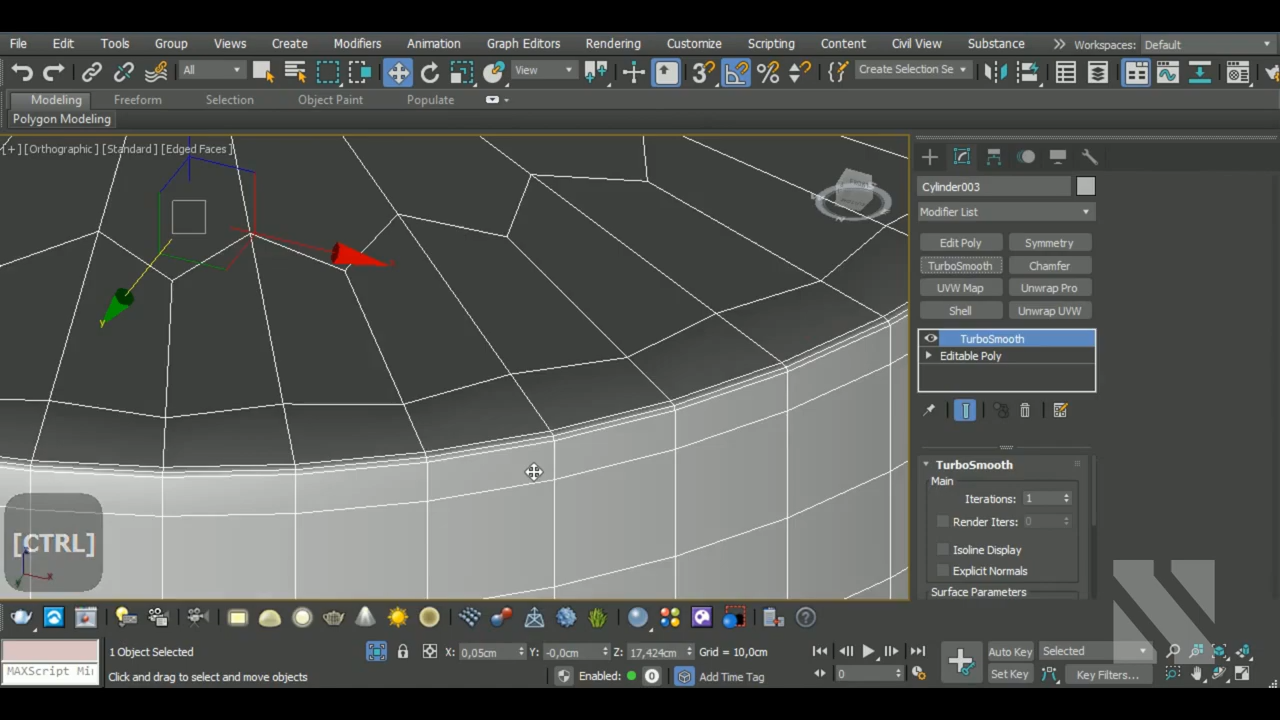 File Edit Tools Group Views Create Modifiers Animation Graph Editors Rendering Customize Scripting Content Civil View Substance Workspaces: Default
All View Create Selection Se
Modeling Freeform Selection Object Paint Populate
Polygon Modeling
[+] [Orthographic] [Standard] [Edged Faces]
Cylinder003
Modifier List
Edit Poly Symmetry
TurboSmooth Chamfer
UVW Map Unwrap Pro
Shell Unwrap UVW
TurboSmooth
Editable Poly
TurboSmooth
Main
Iterations: 1
Render Iters: 0
Isoline Display
Explicit Normals
Surface Parameters
y
[CTRL]
x
1 Object Selected X: 0,05cm Y: -0,0cm Z: 17,424cm Grid = 10,0cm Auto Key Selected
MAXScript Mi
Click and drag to select and move objects Enabled: 0 Add Time Tag 0 Set Key Key Filters...